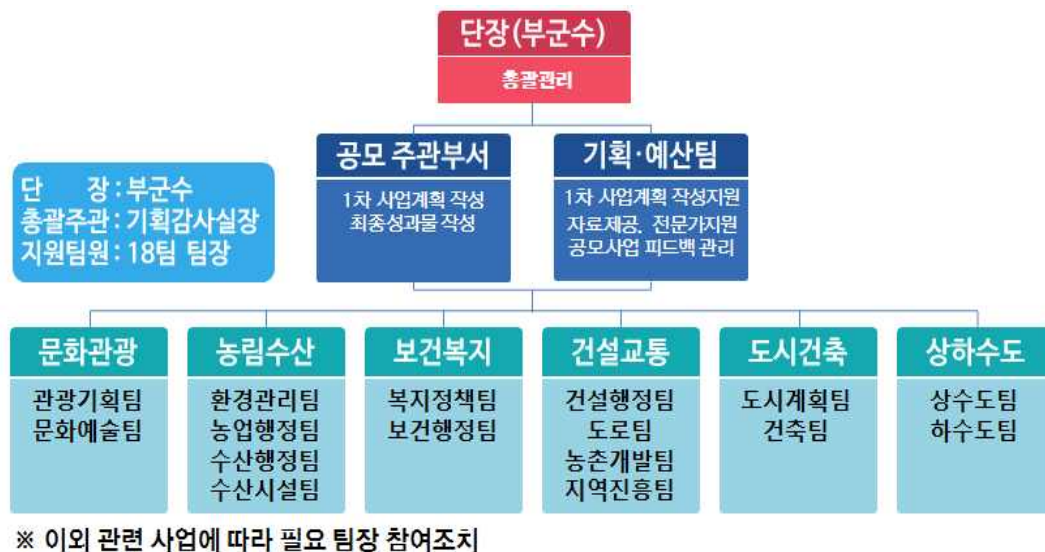 단장(부군수)
총괄관리
공모 주관부서
1차 사업계획 작성
최종성과물 작성
기획·예산팀
1차 사업계획 작성지원
자료제공, 전문가지원
공모사업 피드백 관리
단 장 : 부군수
총괄주관 : 기획감사실장
지원팀원 : 18팀 팀장
문화관광
관광기획팀
문화예술팀
농림수산
환경관리팀
농업행정팀
수산행정팀
수산시설팀
보건복지
복지정책팀
보건행정팀
건설교통
건설행정팀
도로팀
농촌개발팀
지역진흥팀
도시건축
도시계획팀
건축팀
상하수도
상수도팀
하수도팀
※ 이외 관련 사업에 따라 필요 팀장 참여조치